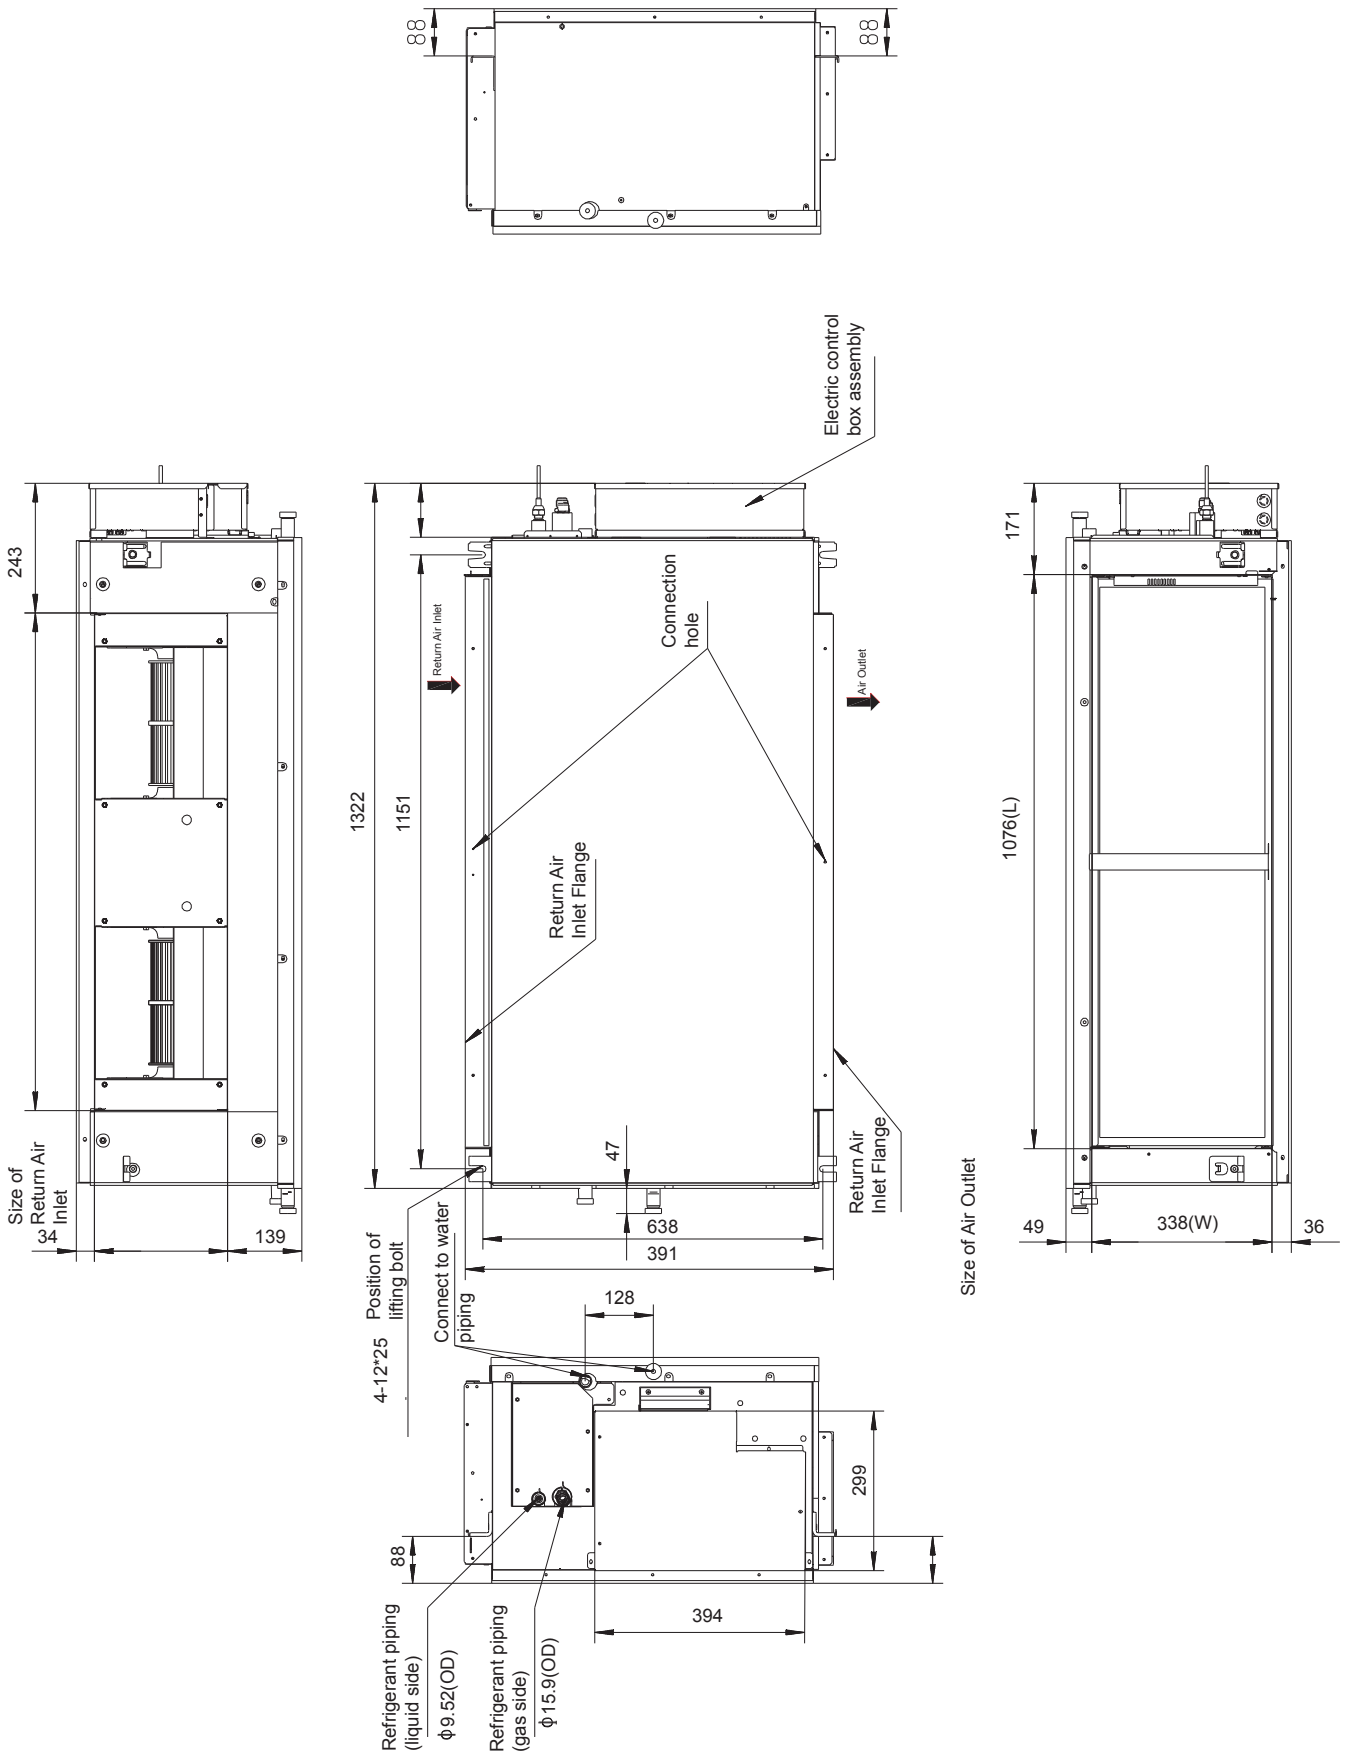 88
88
Electric control
box assembly
243
171
Connection
hole
Return Air Inlet
Air Outlet
1322
1151
1076(L)
Return Air
Inlet Flange
47
Size of
Return Air
Inlet
34
139
638
391
Return Air
Inlet Flange
49
338(W)
36
Size of Air Outlet
4-12*25
Position of
lifting bolt
Connect to water
piping
128
299
88
394
Refrigerant piping
(liquid side)
ф9.52(OD)
Refrigerant piping
(gas side)
ф15.9(OD)